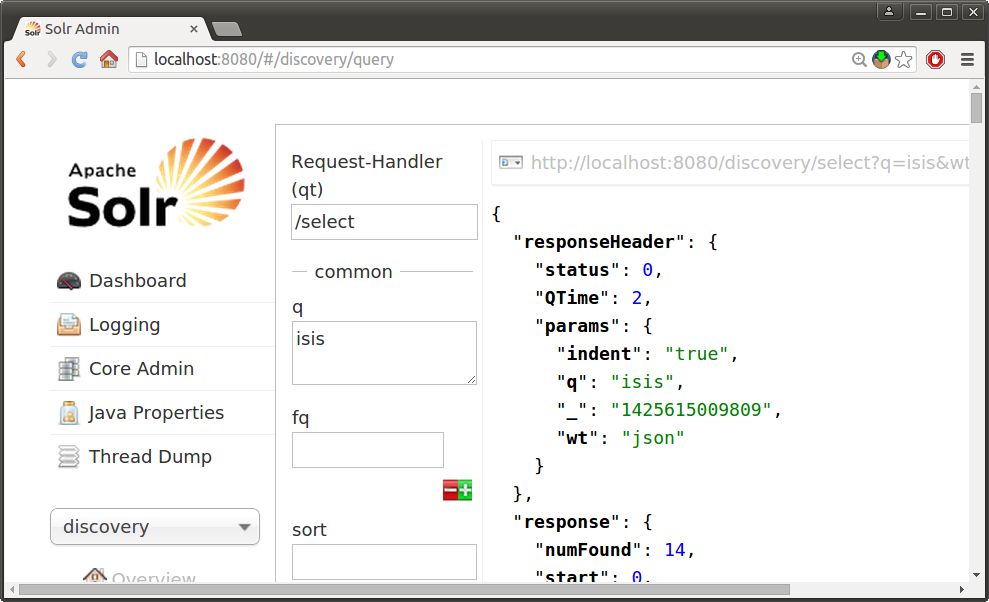 Solr Admin
localhost:8080/#/discovery/query
Apache
Solr
Dashboard
Logging
Core Admin
Java Properties
Thread Dump
discovery
Overview
Request-Handler
(qt)
/select
common
q
isis
fq
sort
http://localhost:8080/discovery/select?q=isis&wt
{
"responseHeader": {
"status": 0,
"QTime": 2,
"params": {
"indent": "true",
"q": "isis",
"_": "1425615009809",
"wt": "json"
}
},
"response": {
"numFound": 14,
"start": 0,